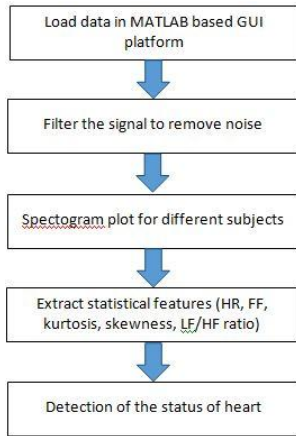 Load data in MATLAB based GUI
platform
Filter the signal to remove noise
Spectogram plot for different subjects
Extract statistical features (HR, FF,
kurtosis, skewness, LF/HF ratio)
Detection of the status of heart